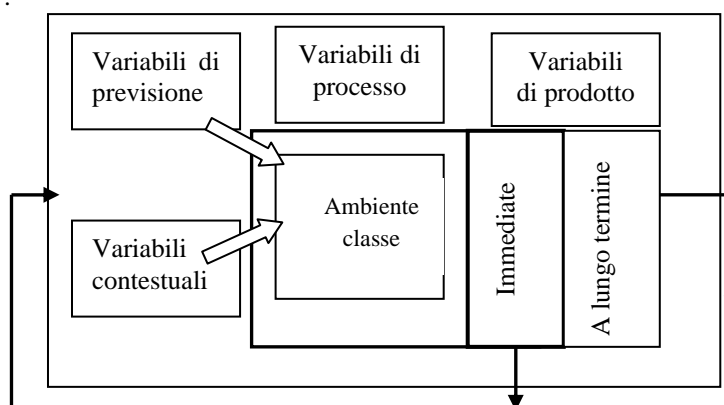 .
Variabili di
previsione
Variabili di
processo
Variabili
di prodotto
Ambiente
classe
Variabili
contestuali
Immediate
A lungo termine